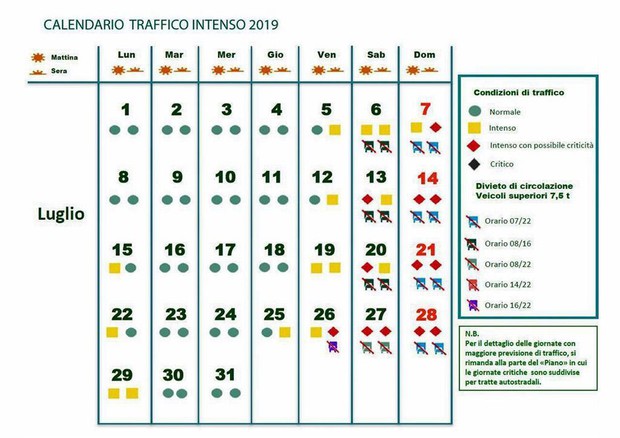 CALENDARIO TRAFFICO INTENSO 2019
Mattina
Sera
Lun Mar Mer Gio Ven Sab Dom
1 2 3 4 5 6 7
8 9 10 11 12 13 14
Luglio
15 16 17 18 19 20 21
22 23 24 25 26 27 28
29 30 31
Condizioni di traffico
Normale
Intenso
Intenso con possibile criticità
Critico
Divieto di circolazione
Veicoli superiori 7,5 t
Orario 07/22
Orario 08/16
Orario 08/22
Orario 14/22
Orario 16/22
N.B.
Per il dettaglio delle giornate con
maggiore previsione di traffico, si
rimanda alla parte del «Piano» in cui
le giornate critiche sono suddivise
per tratte autostradali.